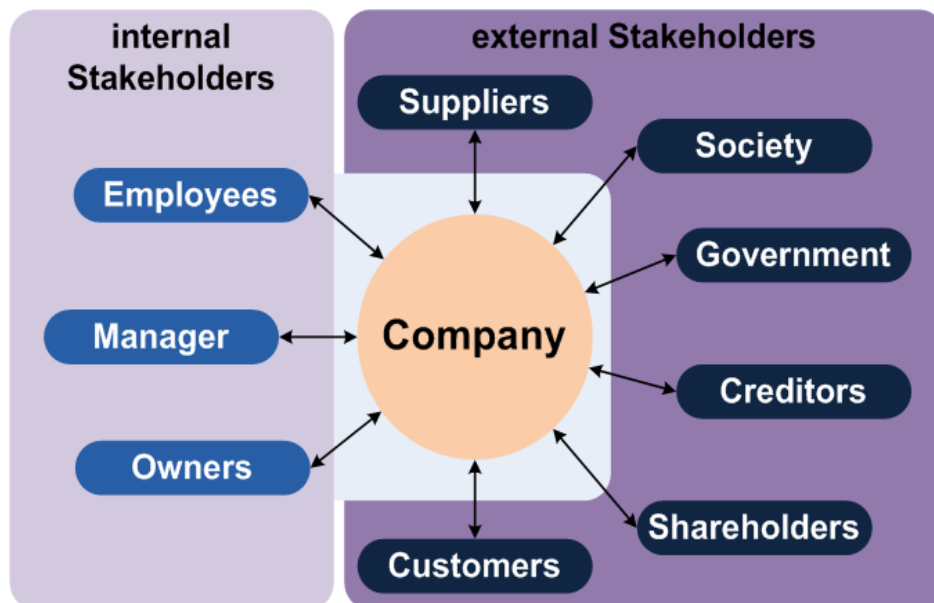 internal
Stakeholders
external Stakeholders
Suppliers
Society
Employees
Government
Manager
Company
Creditors
Owners
Shareholders
Customers